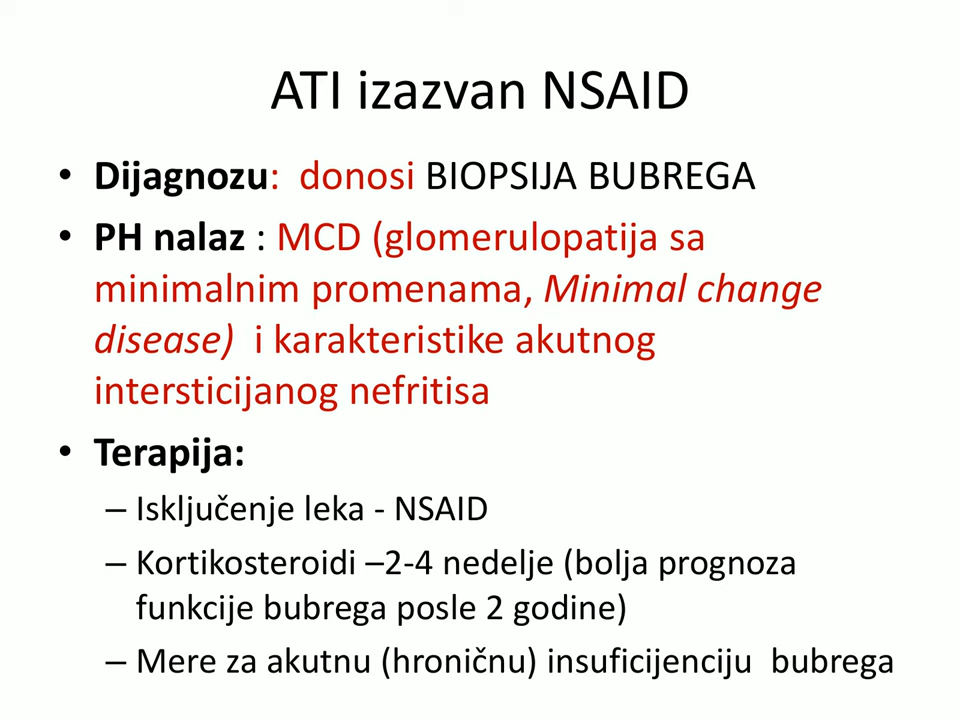 ATI izazvan NSAID
• Dijagnozu: donosi BIOPSIJA BUBREGA
• PH nalaz : MCD (glomerulopatija sa
minimalnim promenama, Minimal change
disease) i karakteristike akutnog
intersticijanog nefritisa
• Terapija:
– Isključenje leka - NSAID
– Kortikosteroidi –2-4 nedelje (bolja prognoza
funkcije bubrega posle 2 godine)
– Mere za akutnu (hroničnu) insuficijenciju bubrega